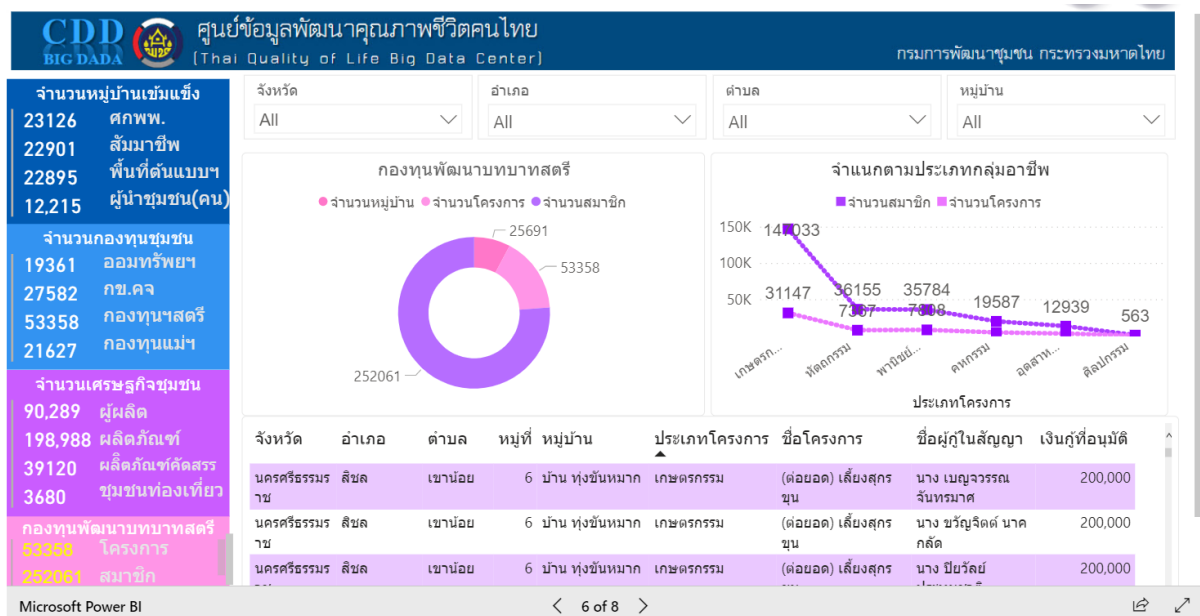 CDD
BIG DADA
ศูนย์ข้อมูลพัฒนาคุณภาพชีวิตคนไทย
(Thai Quality of Life Big Data Center)
กรมการพัฒนาชุมชน กระทรวงมหาดไทย
จำนวนหมู่บ้านเข้มแข็ง
23126 ศกพพ.
22901 สัมมาชีพ
22895 พื้นที่ต้นแบบฯ
12,215 ผู้นำชุมชน(คน)
จำนวนกองทุนชุมชน
19361 ออมทรัพยฯ
27582 กข.คจ
53358 กองทุนฯสตรี
21627 กองทุนแม่ฯ
จำนวนเศรษฐกิจชุมชน
90,289 ผู้ผลิต
198,988 ผลิตภัณฑ์
39120 ผลิตภัณฑ์คัดสรร
3680 ชุมชนท่องเที่ยว
กองทุนพัฒนาบทบาทสตรี
53358 โครงการ
252061 สมาชิก
จังหวัด อำเภอ ตำบล หมู่บ้าน
All All All All
กองทุนพัฒนาบทบาทสตรี
จำนวนหมู่บ้าน จำนวนโครงการ จำนวนสมาชิก
25691
53358
252061
จำแนกตามประเภทกลุ่มอาชีพ
จำนวนสมาชิก จำนวนโครงการ
150K
100K
50K
31147 36155 35784 19587 12939 563
เกษตรก... หัตถกรรม พานิชย์... คหกรรม อุตสาห... ศิลปกรรม
ประเภทโครงการ
จังหวัด อำเภอ ตำบล หมู่ที่ หมู่บ้าน ประเภทโครงการ ชื่อโครงการ ชื่อผู้กู้ในสัญญา เงินกู้ที่อนุมัติ
นครศรีธรรมร สิชล เขาน้อย 6 บ้าน ทุ่งขันหมาก เกษตรกรรม (ต่อยอด) เลี้ยงสุกร นาง เบญจวรรณ 200,000
าช ขุน จันทรมาศ
นครศรีธรรมร สิชล เขาน้อย 6 บ้าน ทุ่งขันหมาก เกษตรกรรม (ต่อยอด) เลี้ยงสุกร นาง ขวัญจิตต์ นาค 200,000
าช ขุน กลัด
นครศรีธรรมร สิชล เขาน้อย 6 บ้าน ทุ่งขันหมาก เกษตรกรรม (ต่อยอด) เลี้ยงสุกร นาง ปิยวัลย์ 200,000
Microsoft Power BI
6 of 8